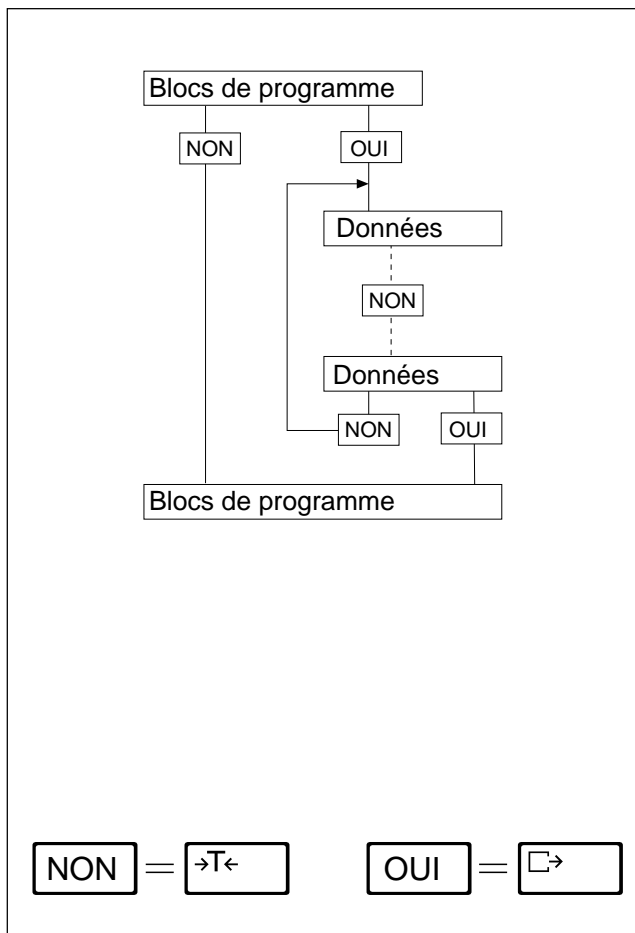 Blocs de programme
NON OUI
Données
NON
Données
NON OUI
Blocs de programme
NON = →T← OUI = □→